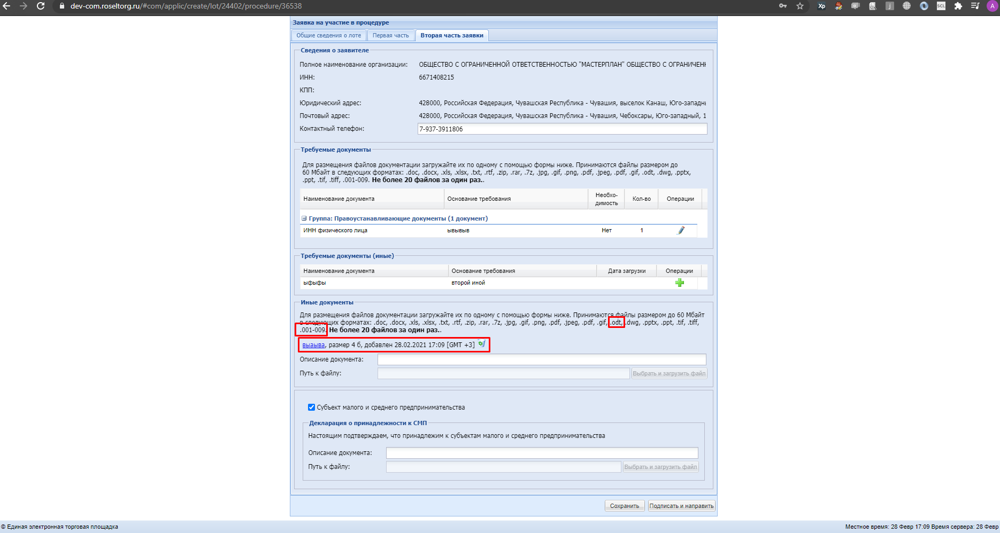 dev-com.roseltorg.ru/#com/applic/create/lot/24402/procedure/36538
Xp
SCL
j
A
Заявка на участие в процедуре
Общие сведения о лоте
Первая часть
Вторая часть заявки
Сведения о заявителе
Полное наименование организации: ОБЩЕСТВО С ОГРАНИЧЕННОЙ ОТВЕТСТВЕННОСТЬЮ "МАСТЕРПЛАН" ОБЩЕСТВО С ОГРАНИЧЕНН
ИНН: 6671408215
КПП:
Юридический адрес: 428000, Российская Федерация, Чувашская Республика - Чувашия, выселок Канаш, Юго-западны
Почтовый адрес: 428000, Российская Федерация, Чувашская Республика - Чувашия, Чебоксары, Юго-западный, 1
Контактный телефон: 7-937-3911806
Требуемые документы
Для размещения файлов документации загружайте их по одному с помощью формы ниже. Принимаются файлы размером до
60 Мбайт в следующих форматах: .doc, .docx, .xls, .xlsx, .txt, .rtf, .zip, .rar, .7z, .jpg, .gif, .png, .pdf, .jpeg, .pdf, .gif, .odt, .dwg, .pptx,
.ppt, .tif, .tiff, .001-009. Не более 20 файлов за один раз..
Наименование документа Основание требования Необхо-
димость Кол-во Операции
Группа: Правоустанавливающие документы (1 документ)
ИНН физического лица ывывыв Нет 1
Требуемые документы (иные)
Наименование документа Основание требования Дата загрузки Операции
ыфыфы второй иной
Иные документы
Для размещения файлов документации загружайте их по одному с помощью формы ниже. Принимаются файлы размером до 60 Мбайт
в следующих форматах: .doc, .docx, .xls, .xlsx, .txt, .rtf, .zip, .rar, .7z, .jpg, .gif, .png, .pdf, .jpeg, .pdf, .gif, .odt, .dwg, .pptx, .ppt, .tif, .tiff,
.001-009. Не более 20 файлов за один раз..
выаыва, размер 4 б, добавлен 28.02.2021 17:09 [GMT +3]
Описание документа:
Путь к файлу: Выбрать и загрузить файл
Субъект малого и среднего предпринимательства
Декларация о принадлежности к СМП
Настоящим подтверждаем, что принадлежим к субъектам малого и среднего предпринимательства
Описание документа:
Путь к файлу: Выбрать и загрузить файл
Сохранить Подписать и направить
© Единая электронная торговая площадка Местное время: 28 Февр 17:09 Время сервера: 28 Февр